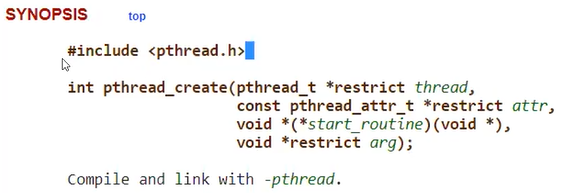 SYNOPSIS top
#include <pthread.h>
int pthread_create(pthread_t *restrict thread,
const pthread_attr_t *restrict attr,
void *(*start_routine)(void *),
void *restrict arg);
Compile and link with -pthread.